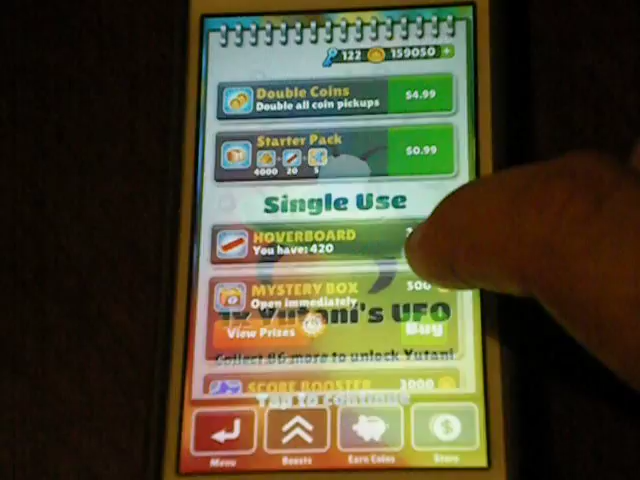 122 159050 +
Double Coins
Double all coin pickups
$4.99
Starter Pack
4000 20 5
$0.99
Single Use
HOVERBOARD
You have: 420
MYSTERY BOX
500
Open immediately
1x Yutani's UFO
View Prizes
Buy
Collect 86 more to unlock Yutani
SCORE BOOSTER
3000
Tap to continue
Menu
Boosts
Earn Coins
Store